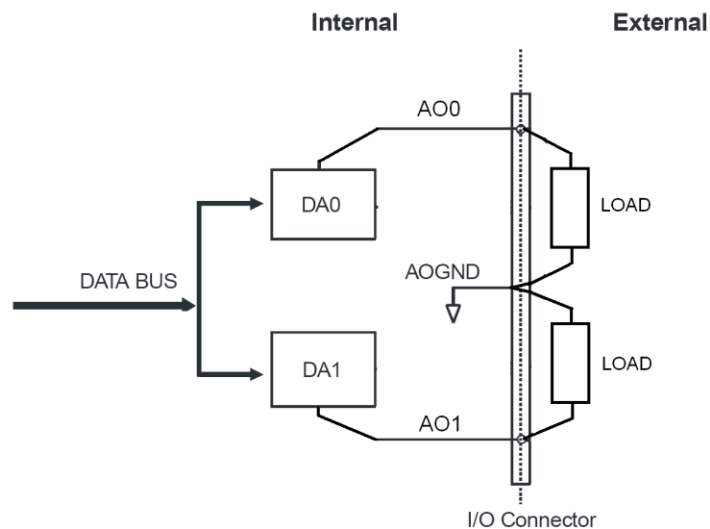 Internal
External
AO0
DA0
LOAD
AOGND
DATA BUS
DA1
LOAD
AO1
I/O Connector